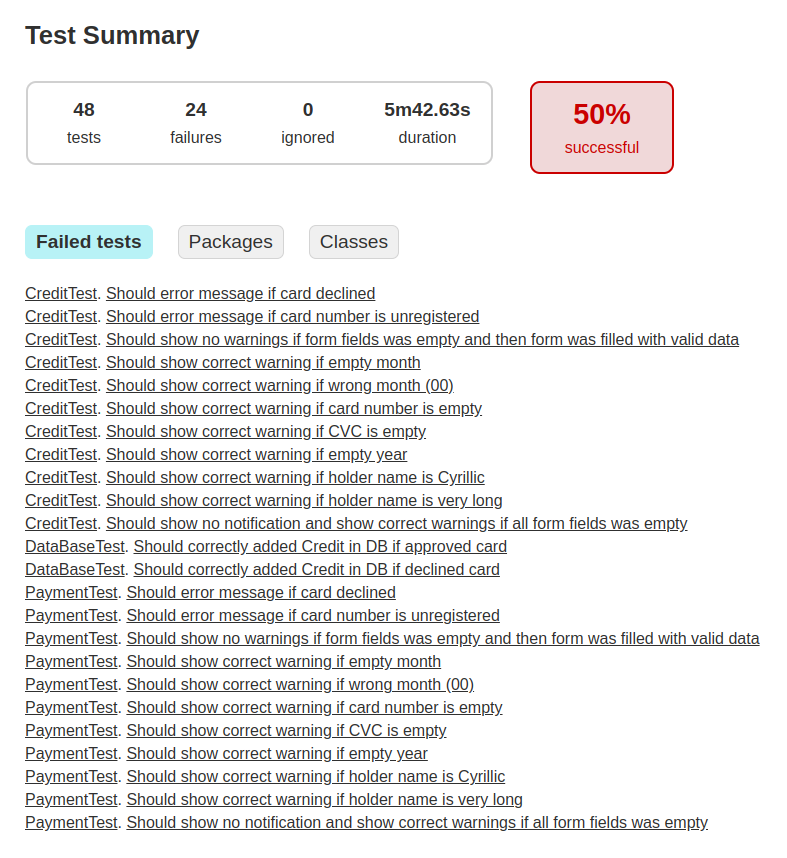 Test Summary
48 24 0 5m42.63s
tests failures ignored duration
50%
successful
Failed tests Packages Classes
CreditTest. Should error message if card declined
CreditTest. Should error message if card number is unregistered
CreditTest. Should show no warnings if form fields was empty and then form was filled with valid data
CreditTest. Should show correct warning if empty month
CreditTest. Should show correct warning if wrong month (00)
CreditTest. Should show correct warning if card number is empty
CreditTest. Should show correct warning if CVC is empty
CreditTest. Should show correct warning if empty year
CreditTest. Should show correct warning if holder name is Cyrillic
CreditTest. Should show correct warning if holder name is very long
CreditTest. Should show no notification and show correct warnings if all form fields was empty
DataBaseTest. Should correctly added Credit in DB if approved card
DataBaseTest. Should correctly added Credit in DB if declined card
PaymentTest. Should error message if card declined
PaymentTest. Should error message if card number is unregistered
PaymentTest. Should show no warnings if form fields was empty and then form was filled with valid data
PaymentTest. Should show correct warning if empty month
PaymentTest. Should show correct warning if wrong month (00)
PaymentTest. Should show correct warning if card number is empty
PaymentTest. Should show correct warning if CVC is empty
PaymentTest. Should show correct warning if empty year
PaymentTest. Should show correct warning if holder name is Cyrillic
PaymentTest. Should show correct warning if holder name is very long
PaymentTest. Should show no notification and show correct warnings if all form fields was empty